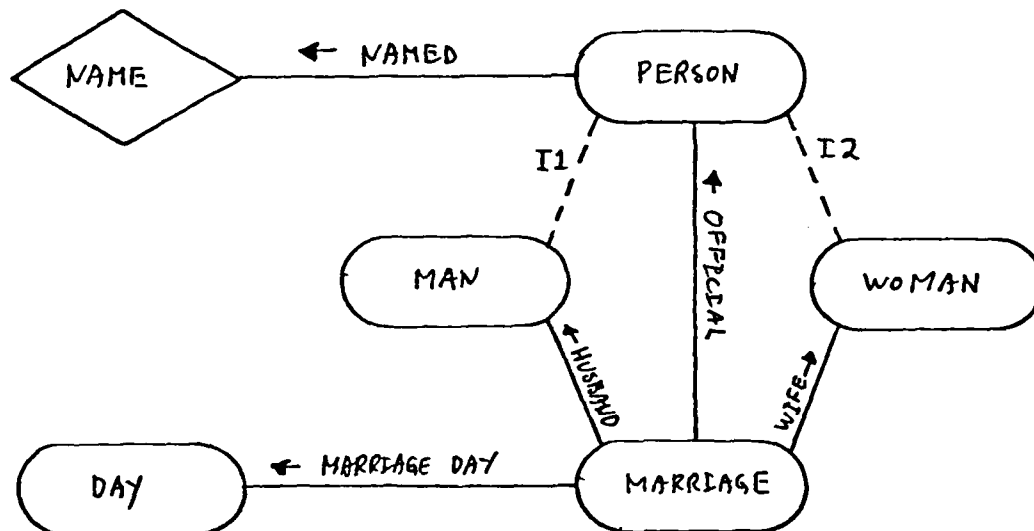 ← NAMED
NAME
PERSON
I1
I2
← OFFICIAL
MAN
WOMAN
← HUSBAND
WIFE →
← MARRIAGE DAY
DAY
MARRIAGE